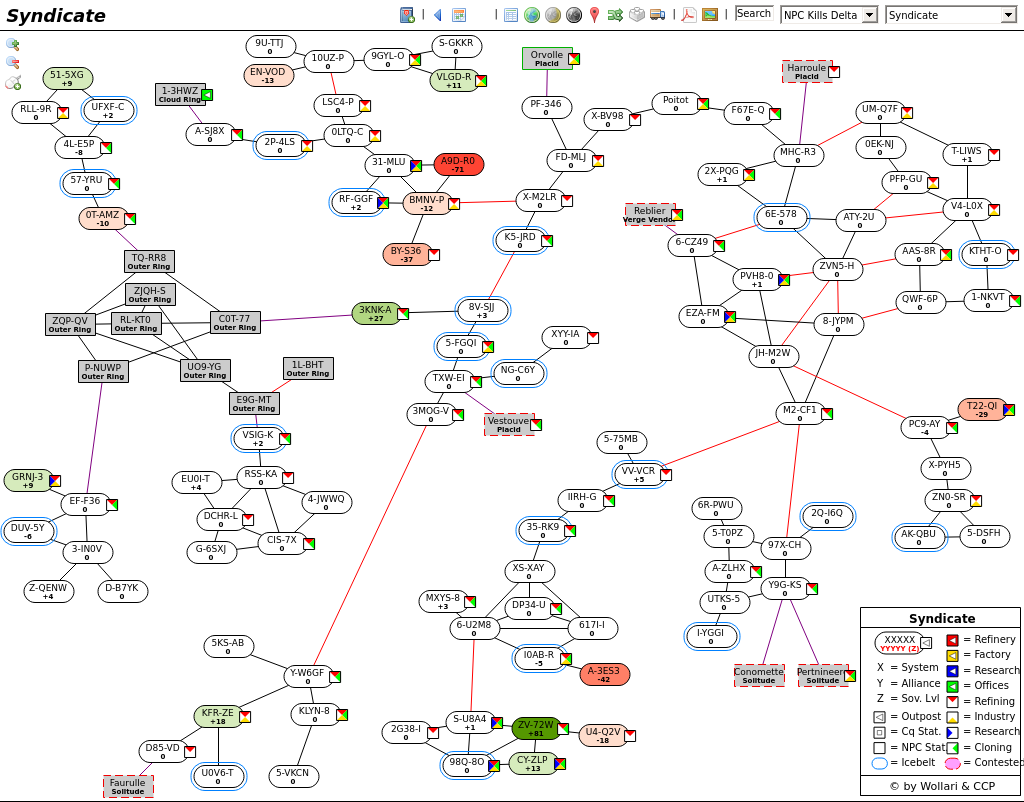 Syndicate
Search
NPC Kills Delta
Syndicate
9U-TTJ
0
S-GKKR
0
10UZ-P
0
9GYL-O
0
EN-VOD
-13
VLGD-R
+11
Orvolle
Placid
Harroule
Placid
51-5XG
+9
1-3HWZ
Cloud Ring
LSC4-P
0
PF-346
0
Poitot
0
F67E-Q
0
UM-Q7F
0
RLL-9R
0
UFXF-C
+2
A-SJ8X
0
2P-4LS
0
0LTQ-C
0
X-BV98
0
4L-E5P
-8
31-MLU
0
A9D-R0
-71
FD-MLJ
0
MHC-R3
0
0EK-NJ
0
T-LIWS
+1
57-YRU
0
RF-GGF
+2
BMNV-P
-12
X-M2LR
0
2X-PQG
+1
PFP-GU
0
0T-AMZ
-10
Reblier
Verge Vendor
6E-578
0
ATY-2U
0
V4-L0X
0
BY-S36
-37
K5-JRD
0
6-CZ49
0
AAS-8R
0
KTHT-O
0
TQ-RR8
Outer Ring
PVH8-0
+1
ZVN5-H
0
ZJQH-S
Outer Ring
QWF-6P
0
1-NKVT
0
ZQP-QV
Outer Ring
RL-KT0
Outer Ring
C0T-77
Outer Ring
3KNK-A
+27
8V-SJJ
+3
EZA-FM
0
8-JYPM
0
5-FGQI
0
XYY-IA
0
JH-M2W
0
P-NUWP
Outer Ring
UO9-YG
Outer Ring
1L-BHT
Outer Ring
TXW-EI
0
NG-C6Y
0
E9G-MT
Outer Ring
3MOG-V
0
Vestouve
Placid
M2-CF1
0
T22-QI
-29
PC9-AY
-4
VSIG-K
+2
5-75MB
0
X-PYH5
0
GRNJ-3
+9
EU0I-T
+4
RSS-KA
0
VV-VCR
+5
EF-F36
0
4-JWWQ
0
IIRH-G
0
6R-PWU
0
2Q-I6Q
0
ZN0-SR
0
DUV-5Y
-6
DCHR-L
0
35-RK9
0
5-T0PZ
0
AK-QBU
0
5-DSFH
0
3-IN0V
0
G-6SXJ
0
CIS-7X
0
97X-CH
0
XS-XAY
0
A-ZLHX
0
Z-QENW
+4
D-B7YK
0
MXYS-8
+3
DP34-U
0
UTKS-5
0
Y9G-KS
0
6-U2M8
0
617I-I
0
I-YGGI
0
5KS-AB
0
I0AB-R
-5
A-3ES3
-42
Conomette
Solitude
Pertnineere
Solitude
Y-W6GF
0
KFR-ZE
+18
KLYN-8
0
2G38-I
0
S-U8A4
+1
ZV-72W
+81
U4-Q2V
-18
D85-VD
0
98Q-8O
0
CY-ZLP
+13
Faurulle
Solitude
U0V6-T
0
5-VKCN
0
Syndicate
XXXXX
YYYYY (Z)
X = System
Y = Alliance
Z = Sov. Lvl
= Outpost
= Cq Stat.
= NPC Stat
= Icebelt
= Refinery
= Factory
= Research
= Offices
= Refining
= Industry
= Research
= Cloning
= Contested
© by Wollari & CCP